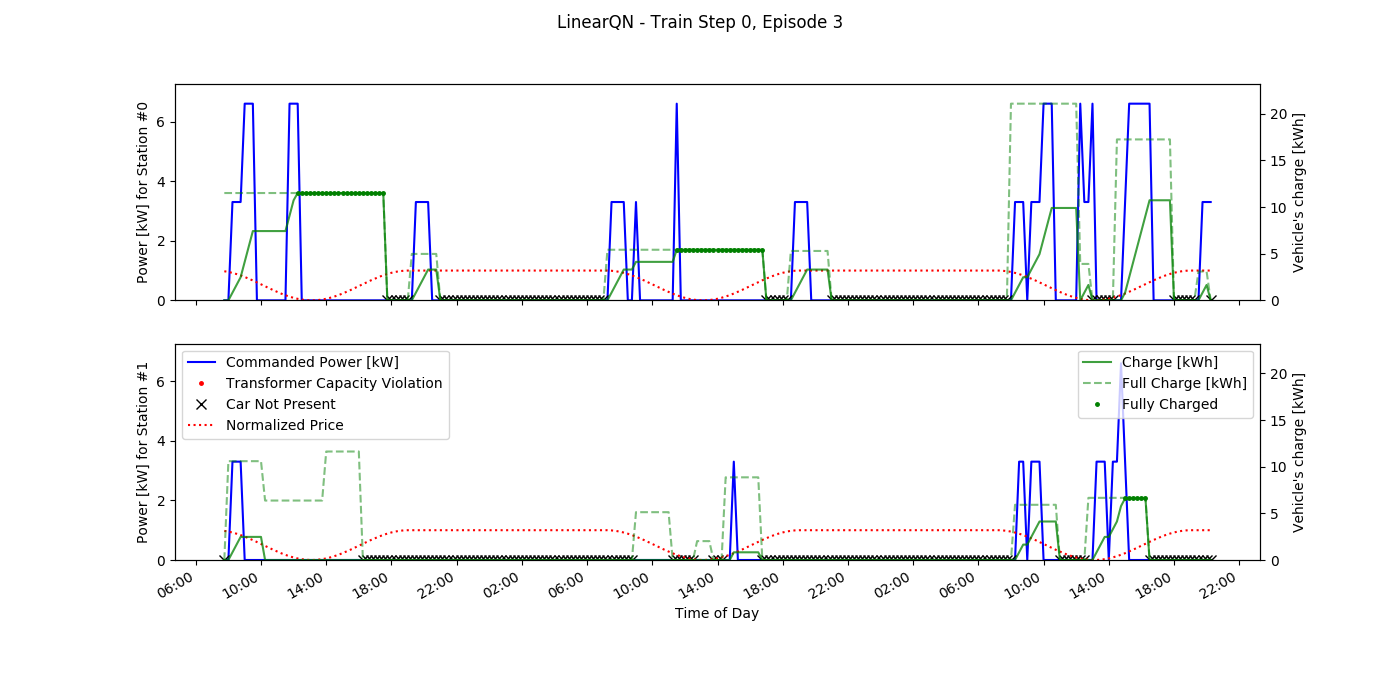 LinearQN - Train Step 0, Episode 3
Power [kW] for Station #0
0
2
4
6
0
5
10
15
20
Vehicle's charge [kWh]
Power [kW] for Station #1
0
2
4
6
Commanded Power [kW]
Transformer Capacity Violation
Car Not Present
Normalized Price
Charge [kWh]
Full Charge [kWh]
Fully Charged
0
5
10
15
20
Vehicle's charge [kWh]
06:00
10:00
14:00
18:00
22:00
02:00
06:00
10:00
14:00
18:00
22:00
02:00
06:00
10:00
14:00
18:00
22:00
Time of Day